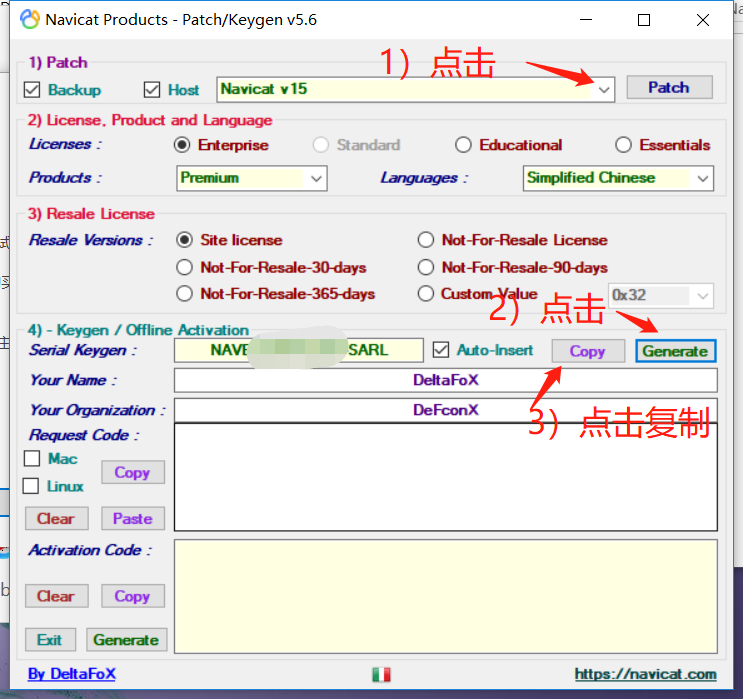 Navicat Products - Patch/Keygen v5.6
1) Patch
1）点击
Backup Host Navicat v15 Patch
2) License, Product and Language
Licenses : Enterprise Standard Educational Essentials
Products : Premium Languages : Simplified Chinese
3) Resale License
Resale Versions : Site license Not-For-Resale License
Not-For-Resale-30-days Not-For-Resale-90-days
Not-For-Resale-365-days Custom Value 0x32
2）点击
4) - Keygen / Offline Activation
Serial Keygen : NAVE SARL Auto-Insert Copy Generate
Your Name : DeltaFoX
Your Organization : DeFconX
3）点击复制
Request Code :
Mac
Copy
Linux
Clear Paste
Activation Code :
Clear Copy
Exit Generate
By DeltaFoX https://navicat.com